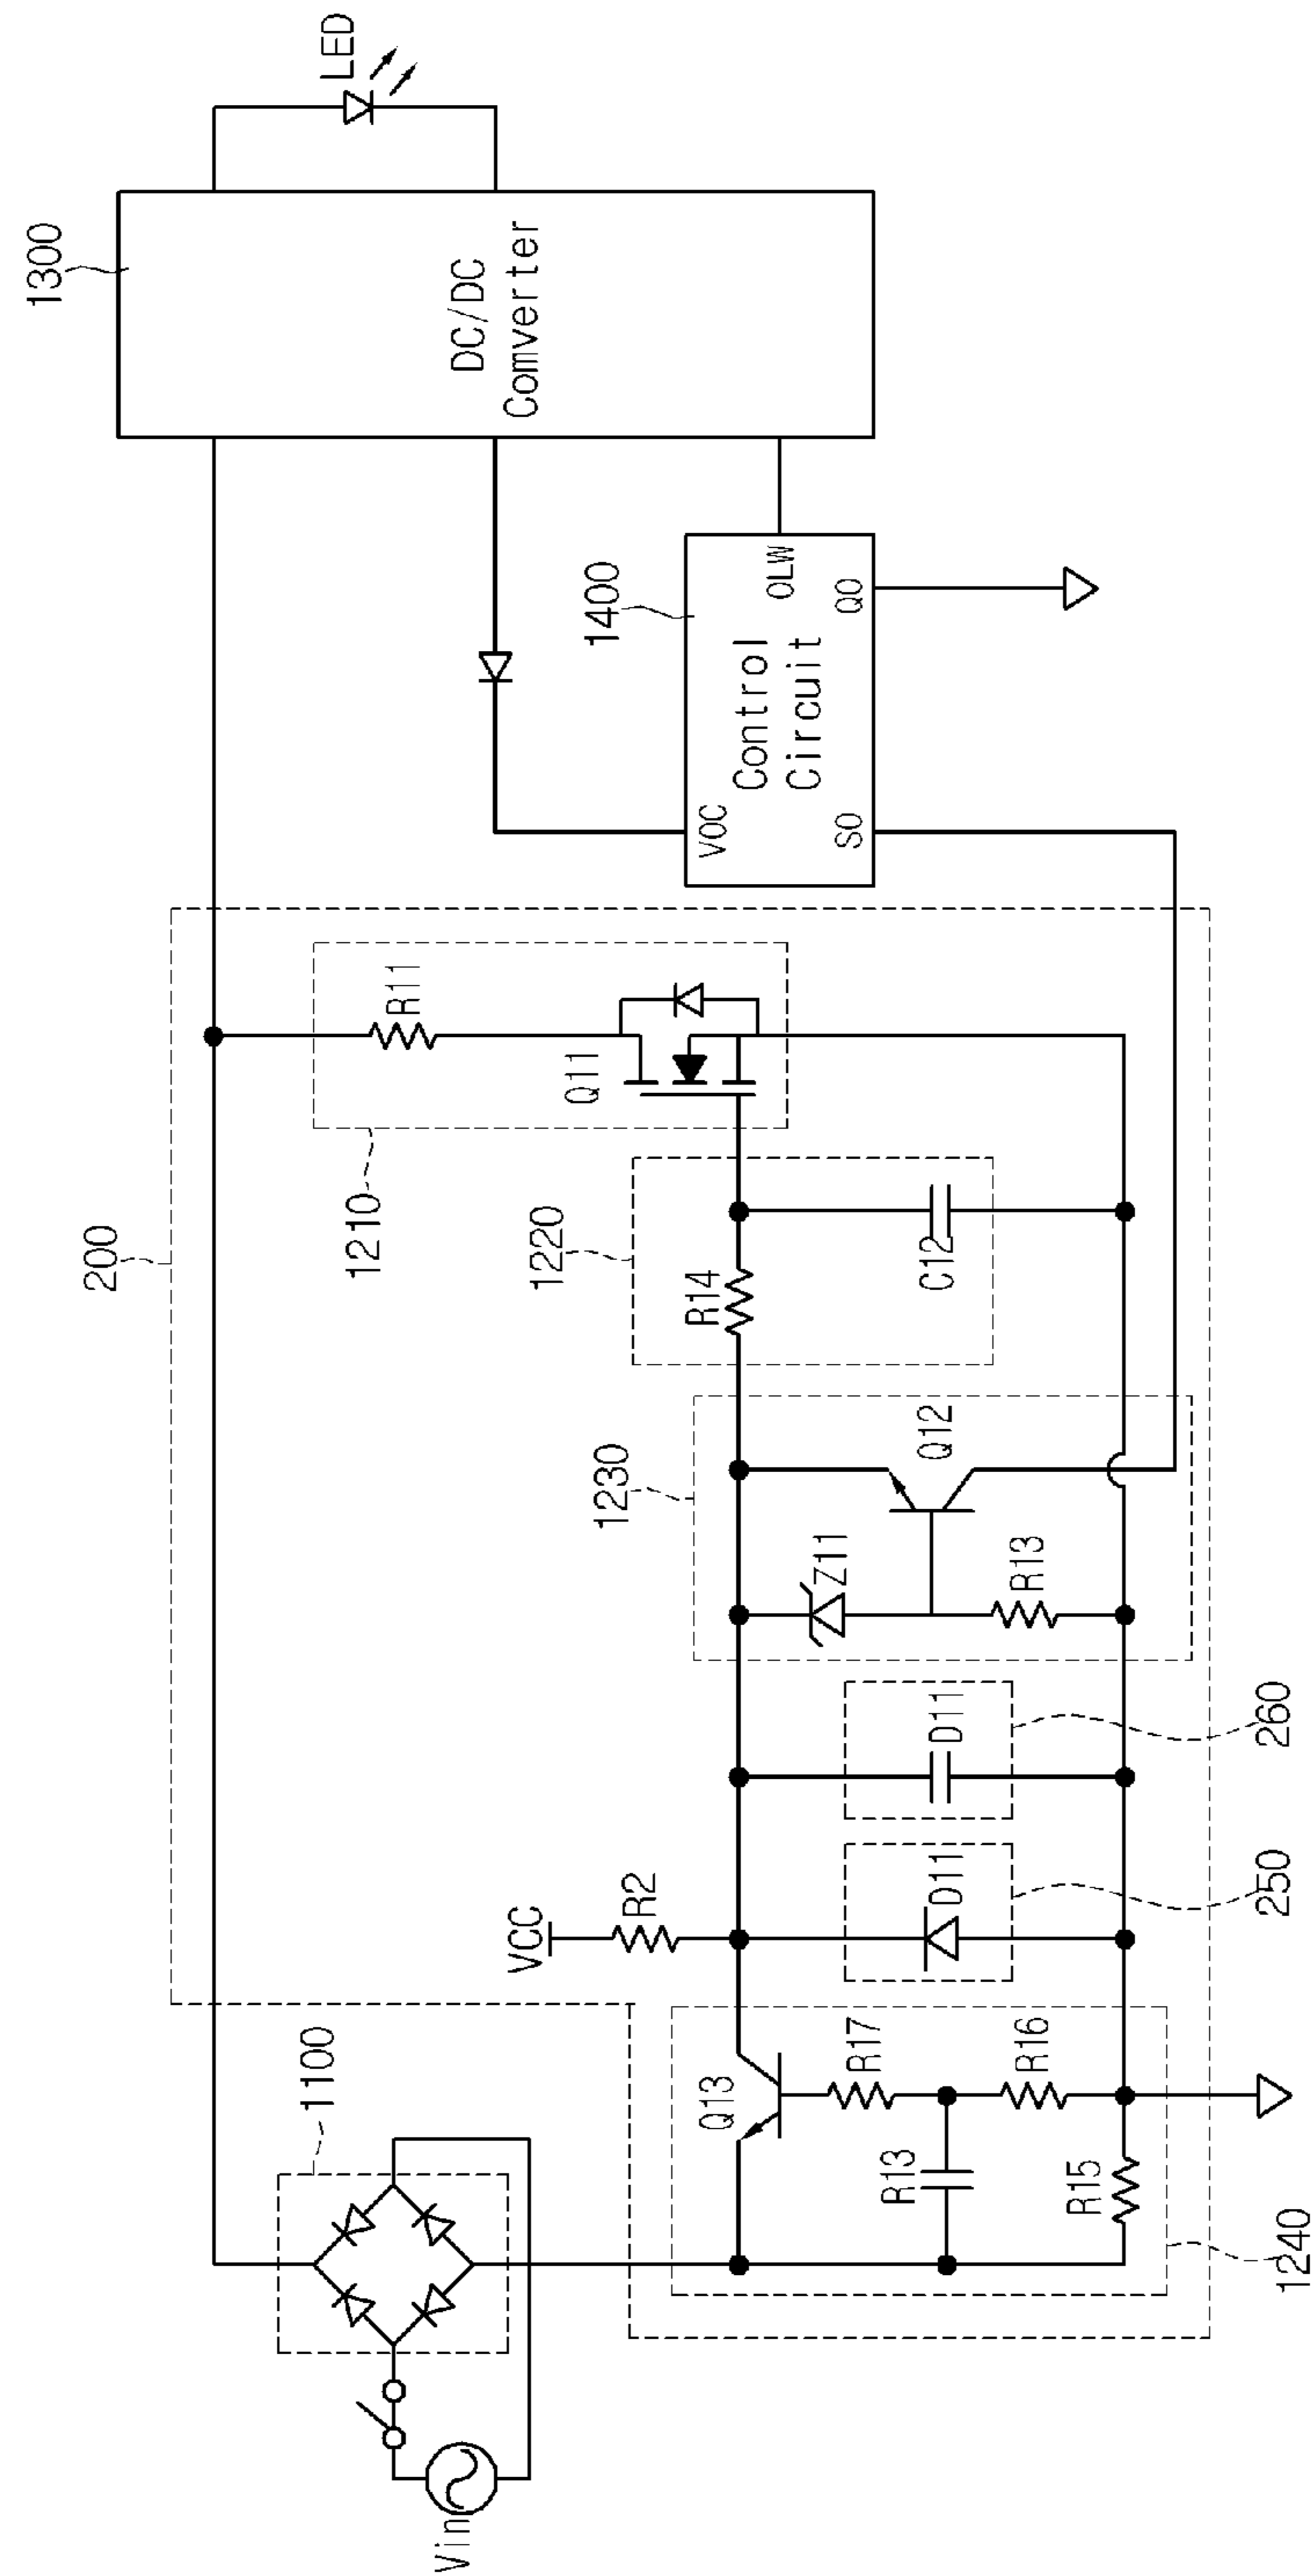 Vin
1100
VCC
R2
200
1210
R11
Q11
1220
R14
C12
1230
Z11
Q12
R13
D11
260
D11
250
Q13
R17
R13
R16
R15
1240
1300
DC/DC
Comverter
LED
1400
VOC
OLW
Control
Circuit
SO
QO